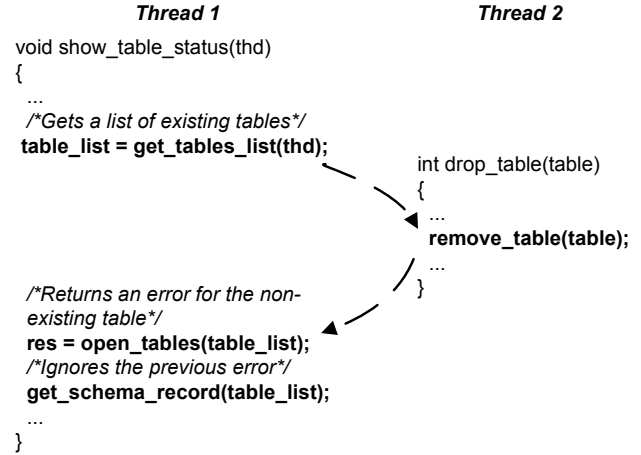 Thread 1
void show_table_status(thd)
{
...
/*Gets a list of existing tables*/
table_list = get_tables_list(thd);
/*Returns an error for the non-
existing table*/
res = open_tables(table_list);
/*Ignores the previous error*/
get_schema_record(table_list);
...
}
Thread 2
int drop_table(table)
{
...
remove_table(table);
...
}